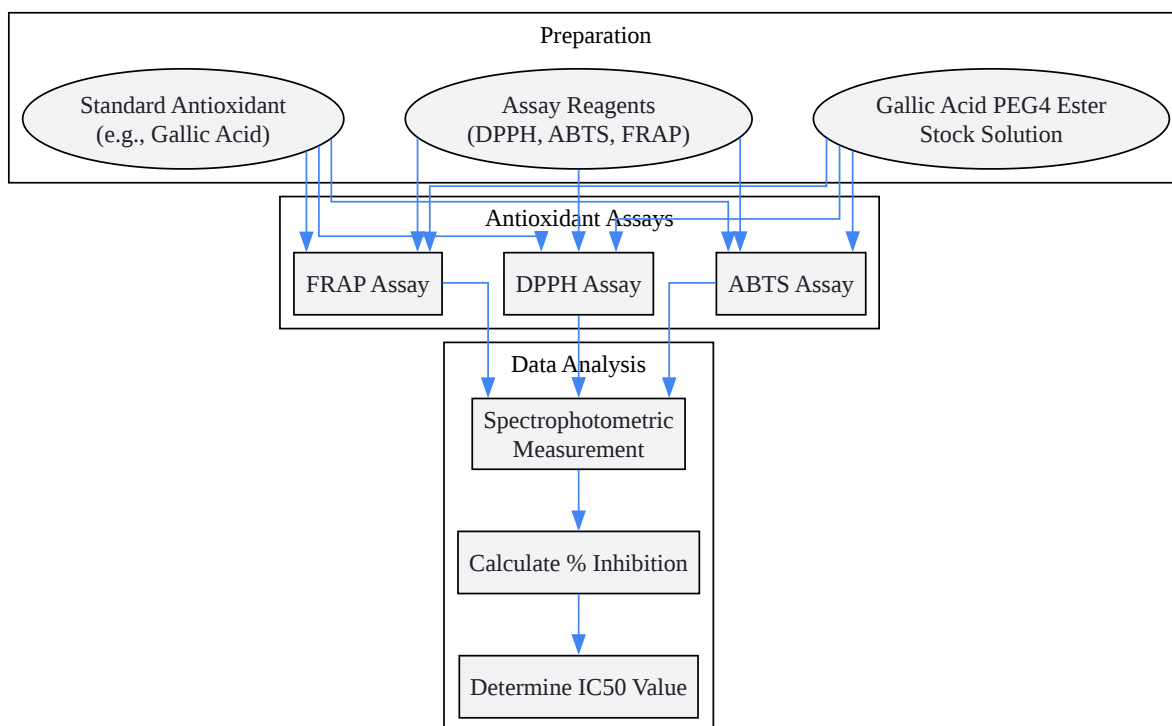 Preparation
Standard Antioxidant
(e.g., Gallic Acid)
Assay Reagents
(DPPH, ABTS, FRAP)
Gallic Acid PEG4 Ester
Stock Solution
Antioxidant Assays
FRAP Assay
DPPH Assay
ABTS Assay
Data Analysis
Spectrophotometric
Measurement
Calculate % Inhibition
Determine IC50 Value